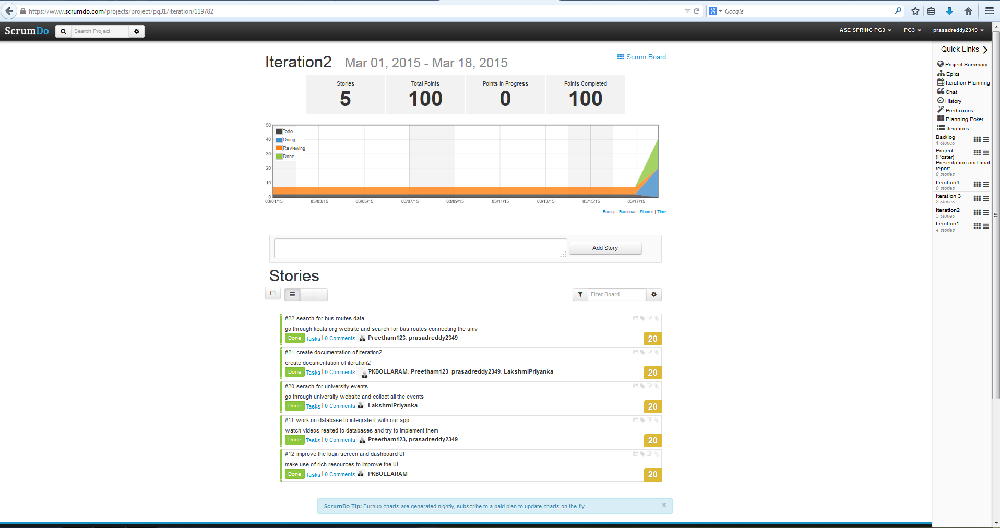 https://www.scrumdo.com/projects/project/pg31/iteration/119782
Google
ScrumDo
Search Project
ASE SPRING PG3
PG3
prasadreddy2349
Iteration2 Mar 01, 2015 - Mar 18, 2015
Scrum Board
Stories
5
Total Points
100
Points In Progress
0
Points Completed
100
50
40
30
20
10
0
Todo
Doing
Reviewing
Done
03/01/15 03/03/15 03/05/15 03/07/15 03/09/15 03/11/15 03/13/15 03/15/15 03/17/15
Burnup | Burndown | Stacked | Time
Add Story
Stories
Filter Board
#22 search for bus routes data
go through kcata.org website and search for bus routes connecting the univ
Done Tasks | 0 Comments Preetham123, prasadreddy2349
20
#21 create documentation of iteration2
create documentation of iteration2
Done Tasks | 0 Comments PKBOLLARAM, Preetham123, prasadreddy2349, LakshmiPriyanka
20
#20 serach for university events
go through university website and collect all the events
Done Tasks | 0 Comments LakshmiPriyanka
20
#11 work on database to integrate it with our app
watch videos realted to databases and try to implement them
Done Tasks | 0 Comments Preetham123, prasadreddy2349
20
#12 improve the login screen and dashboard UI
make use of rich resources to improve the UI
Done Tasks | 0 Comments PKBOLLARAM
20
ScrumDo Tip: Burnup charts are generated nightly, subscribe to a paid plan to update charts on the fly.
Quick Links
Project Summary
Epics
Iteration Planning
Chat
History
Predictions
Planning Poker
Iterations
Backlog
4 stories
Project
(Poster)
Presentation and final
report
0 stories
Iteration4
0 stories
iteration 3
2 stories
Iteration2
5 stories
Iteration1
4 stories